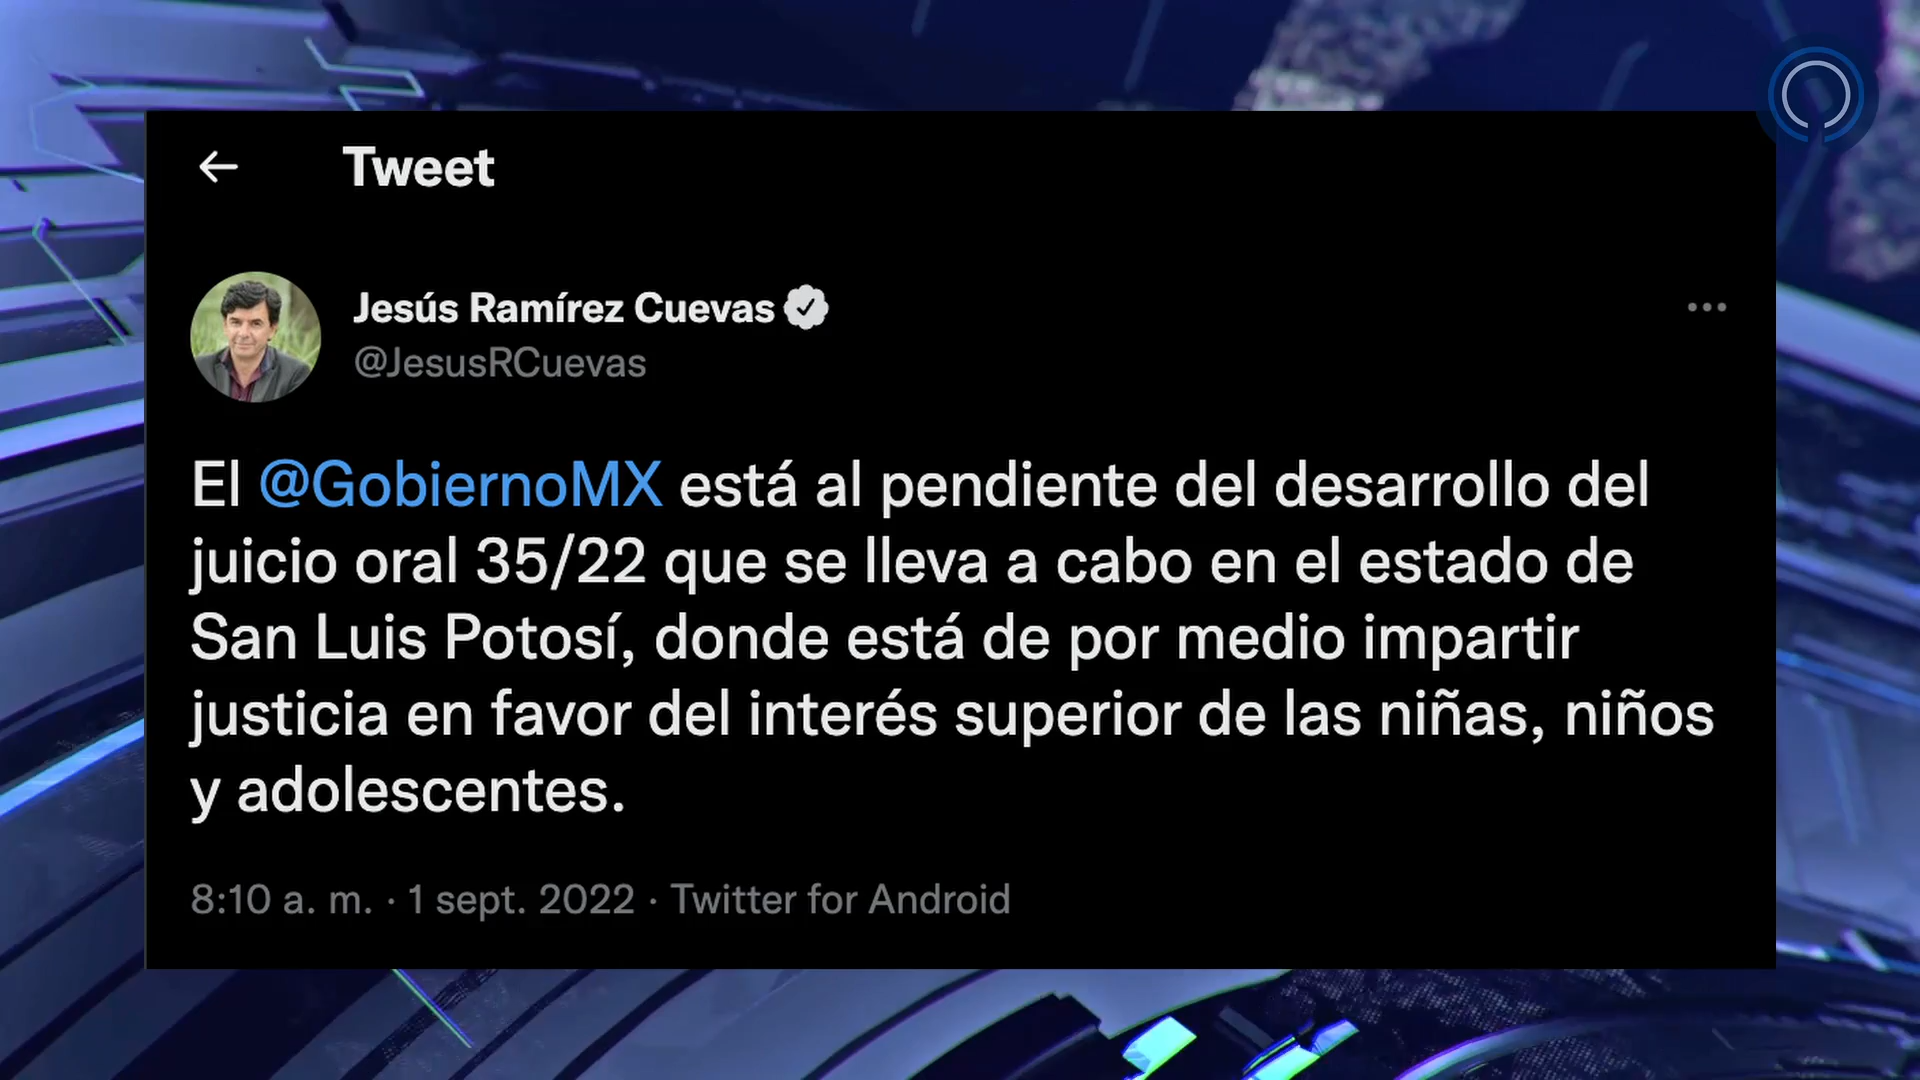 Tweet
Jesús Ramírez Cuevas
@JesusRCuevas
El @GobiernoMX está al pendiente del desarrollo del
juicio oral 35/22 que se lleva a cabo en el estado de
San Luis Potosí, donde está de por medio impartir
justicia en favor del interés superior de las niñas, niños
y adolescentes.
8:10 a. m. · 1 sept. 2022 · Twitter for Android